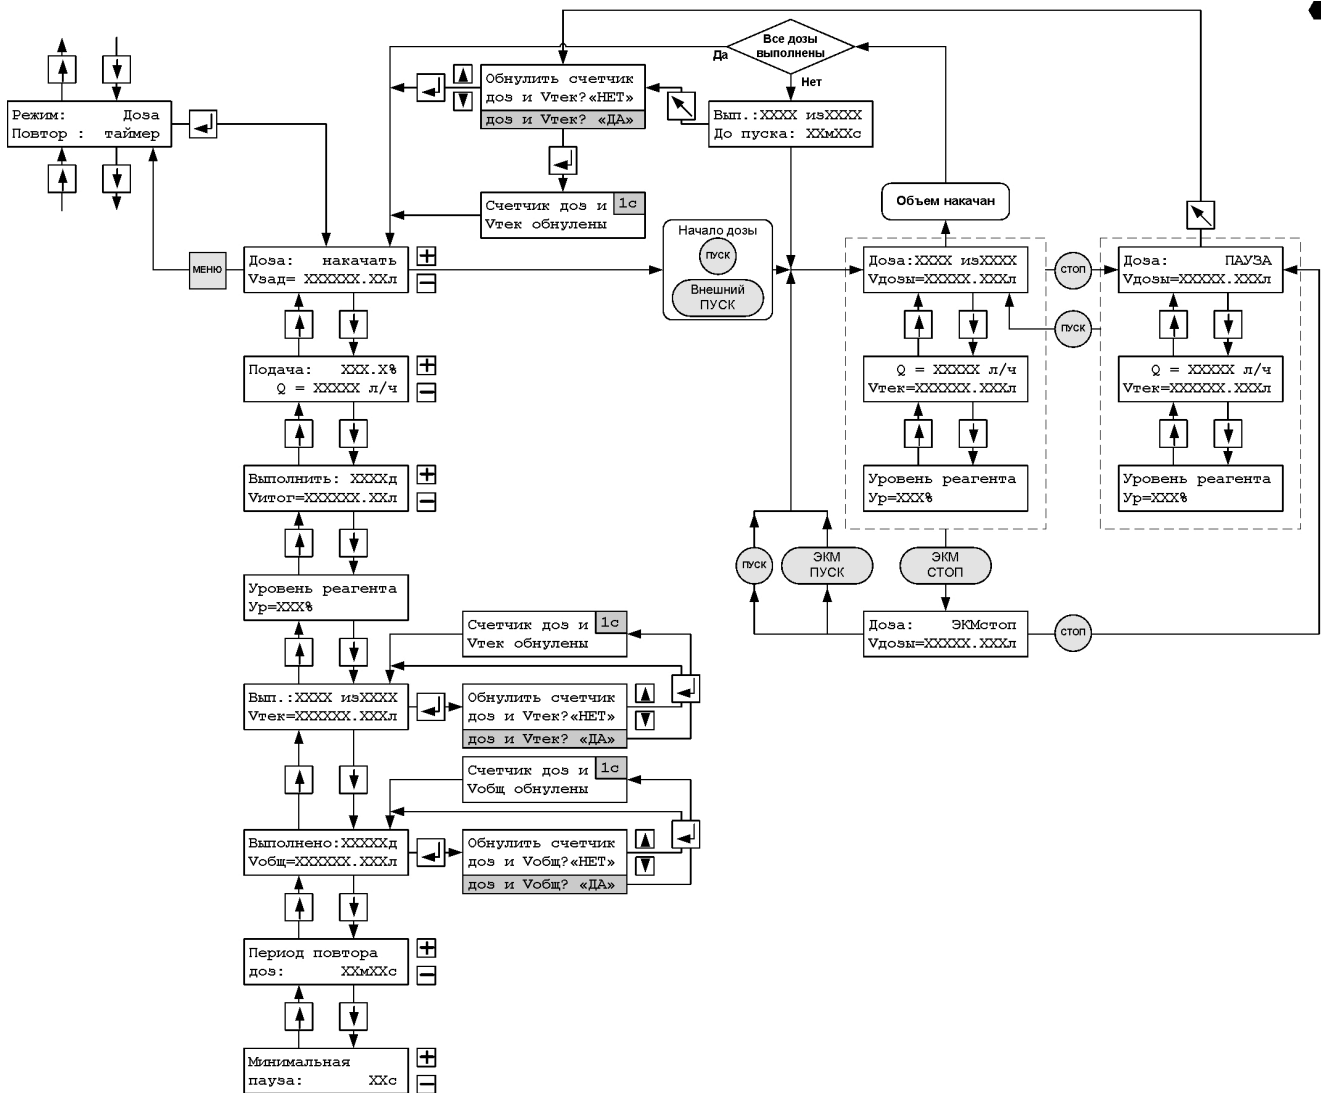 Все дозы
выполнены
Да
Нет
Обнулить счетчик
доз и Vтек?«НЕТ»
доз и Vтек? «ДА»
Режим: Доза
Повтор : таймер
Вып.:XXXX изXXXX
До пуска: XXмXXс
Счетчик доз и 1с
Vтек обнулены
Объем накачан
Начало дозы
ПУСК
Внешний
ПУСК
МЕНЮ
Доза: накачать
Vзад= XXXXXX.XXл
+
−
Доза:XXXX изXXXX
Vдозы=XXXXX.XXXл
СТОП
Доза: ПАУЗА
Vдозы=XXXXX.XXXл
ПУСК
Подача: XXX.X%
Q = XXXXX л/ч
+
−
Q = XXXXX л/ч
Vтек=XXXXXX.XXXл
Q = XXXXX л/ч
Vтек=XXXXXX.XXXл
Выполнить: XXXXд
Vитог=XXXXXX.XXл
+
−
Уровень реагента
Ур=XXX%
Уровень реагента
Ур=XXX%
ПУСК
ЭКМ
ПУСК
ЭКМ
СТОП
Уровень реагента
Ур=XXX%
Счетчик доз и 1с
Vтек обнулены
Доза: ЭКМстоп
Vдозы=XXXXX.XXXл
СТОП
Вып.:XXXX изXXXX
Vтек=XXXXXX.XXXл
Обнулить счетчик
доз и Vтек?«НЕТ»
доз и Vтек? «ДА»
Счетчик доз и 1с
Vобщ обнулены
Выполнено:XXXXXд
Vобщ=XXXXXX.XXXл
Обнулить счетчик
доз и Vобщ?«НЕТ»
доз и Vобщ? «ДА»
Период повтора
доз: XXмXXс
+
−
Минимальная
пауза: XXс
+
−